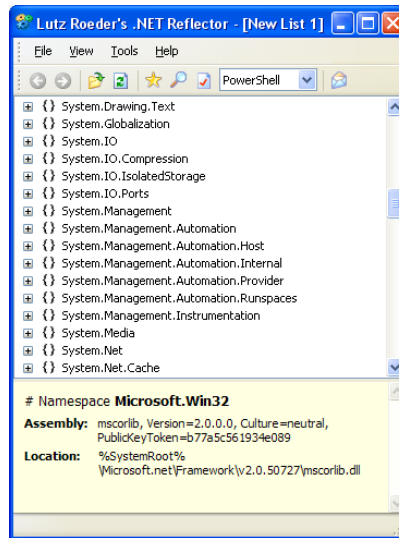 Lutz Roeder's .NET Reflector - [New List 1]
File View Tools Help
PowerShell
{} System.Drawing.Text
{} System.Globalization
{} System.IO
{} System.IO.Compression
{} System.IO.IsolatedStorage
{} System.IO.Ports
{} System.Management
{} System.Management.Automation
{} System.Management.Automation.Host
{} System.Management.Automation.Internal
{} System.Management.Automation.Provider
{} System.Management.Automation.Runspaces
{} System.Management.Instrumentation
{} System.Media
{} System.Net
{} System.Net.Cache
# Namespace Microsoft.Win32
Assembly: mscorlib, Version=2.0.0.0, Culture=neutral,
PublicKeyToken=b77a5c561934e089
Location: %SystemRoot%
\Microsoft.net\Framework\v2.0.50727\mscorlib.dll